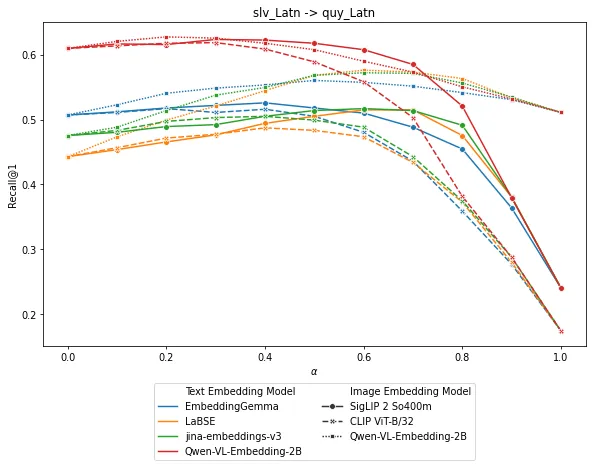 slv_Latn -> quy_Latn
Recall@1
0.6
0.5
0.4
0.3
0.2
0.0
0.2
0.4
0.6
0.8
1.0
α
Text Embedding Model
EmbeddingGemma
LaBSE
jina-embeddings-v3
Qwen-VL-Embedding-2B
Image Embedding Model
SigLIP 2 So400m
CLIP ViT-B/32
Qwen-VL-Embedding-2B